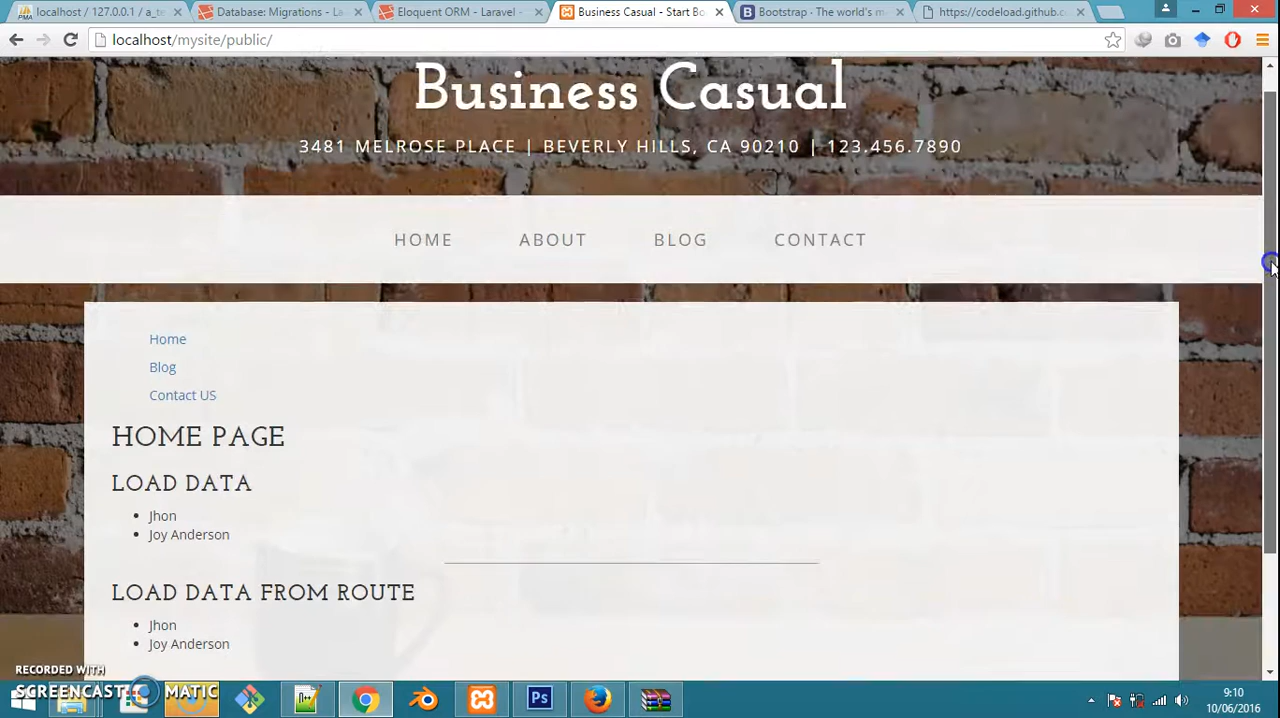 localhost / 127.0.0.1 / a_te
Database: Migrations - La
Eloquent ORM - Laravel -
Business Casual - Start Bo
Bootstrap · The world's m
https://codeload.github.co
localhost/mysite/public/
Business Casual
3481 MELROSE PLACE | BEVERLY HILLS, CA 90210 | 123.456.7890
HOME ABOUT BLOG CONTACT
Home
Blog
Contact US
HOME PAGE
LOAD DATA
Jhon
Joy Anderson
LOAD DATA FROM ROUTE
Jhon
Joy Anderson
RECORDED WITH
SCREENCAST MATIC
Ps
9:10
10/06/2016